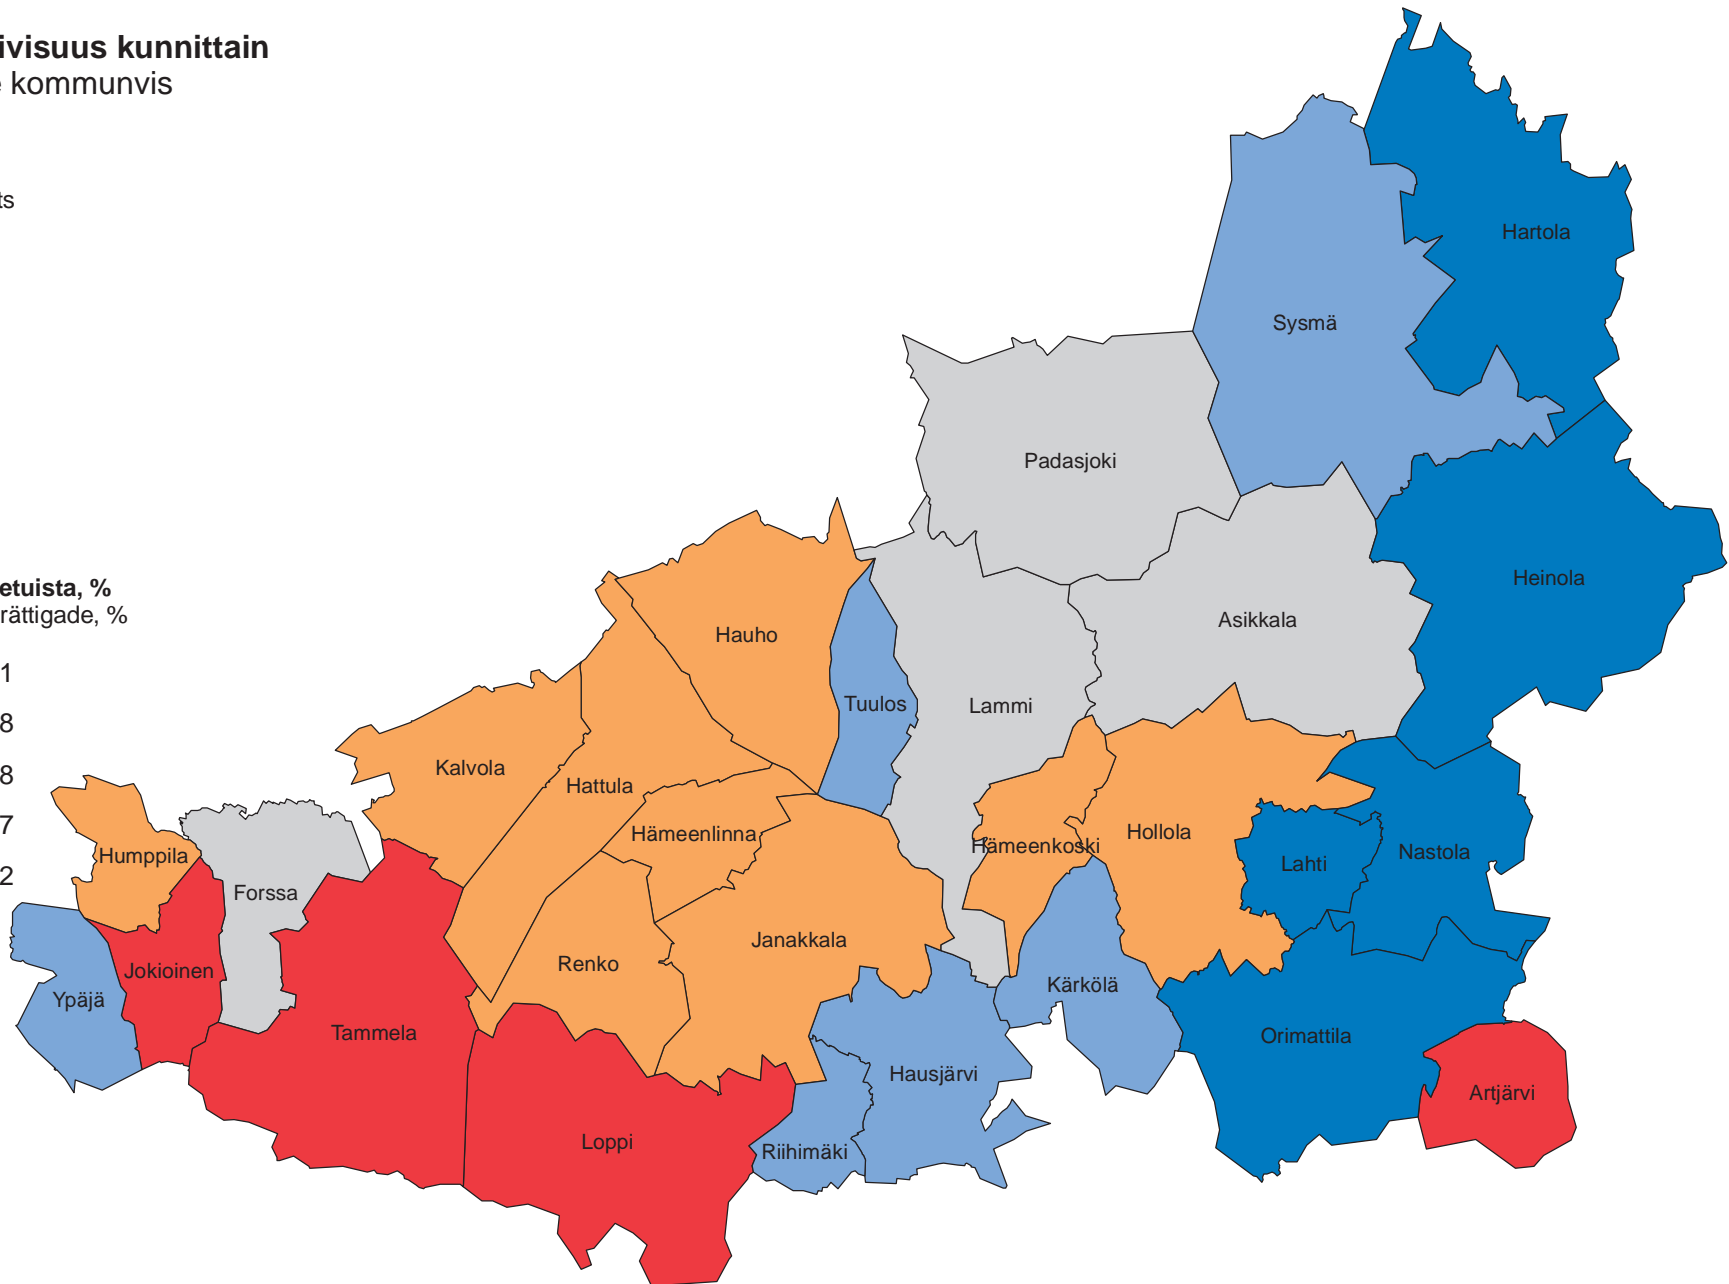 ivisuus kunnittain
e kommunvis
ts
etuista, %
rättigade, %
1
8
8
7
2
Hartola
Sysmä
Padasjoki
Heinola
Asikkala
Hauho
Tuulos
Lammi
Kalvola
Hattula
Hämeenlinna
Hämeenkoski
Hollola
Lahti
Nastola
Humppila
Forssa
Janakkala
Renko
Jokioinen
Ypäjä
Kärkölä
Tammela
Orimattila
Hausjärvi
Artjärvi
Loppi
Riihimäki